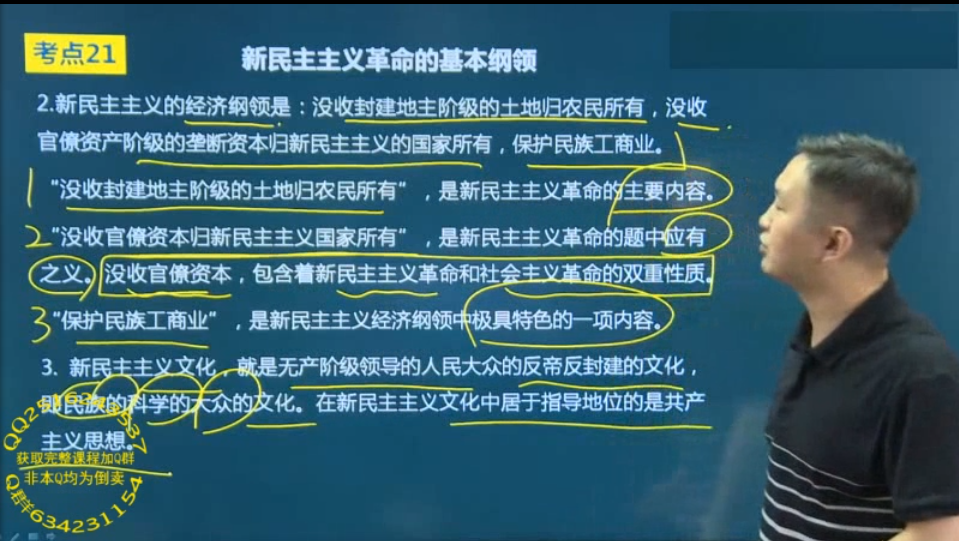 考点21
新民主主义革命的基本纲领
2.新民主主义的经济纲领是：没收封建地主阶级的土地归农民所有，没收
官僚资产阶级的垄断资本归新民主主义的国家所有，保护民族工商业。
1 “没收封建地主阶级的土地归农民所有”，是新民主主义革命的主要内容。
2 “没收官僚资本归新民主主义国家所有”，是新民主主义革命的题中应有
之义。没收官僚资本，包含着新民主主义革命和社会主义革命的双重性质。
3 “保护民族工商业”，是新民主主义经济纲领中极具特色的一项内容。
3. 新民主主义文化，就是无产阶级领导的人民大众的反帝反封建的文化，
即民族的科学的大众的文化。在新民主主义文化中居于指导地位的是共产
主义思想。
获取完整课程加Q群
非本Q均为倒卖
Q群634231154